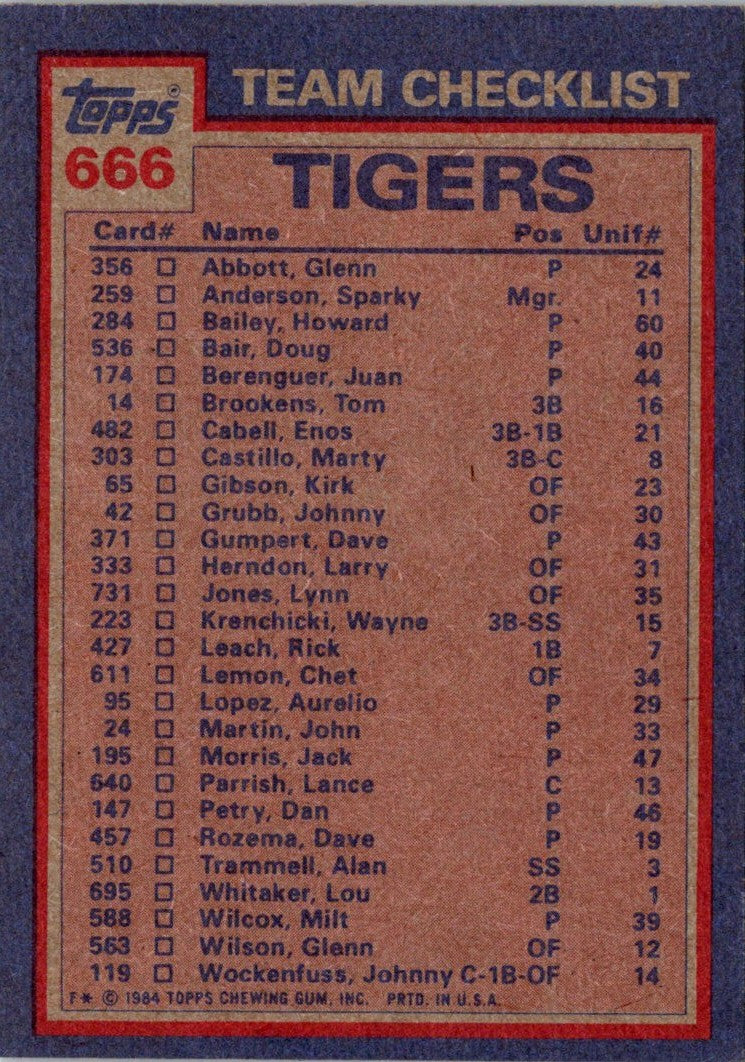 TEAM CHECKLIST
Topps®
666
TIGERS
Card# Name Pos Unif#
356 Abbott, Glenn P 24
259 Anderson, Sparky Mgr. 11
284 Bailey, Howard P 60
536 Bair, Doug P 40
174 Berenguer, Juan P 44
14 Brookens, Tom 3B 16
482 Cabell, Enos 3B-1B 21
303 Castillo, Marty 3B-C 8
65 Gibson, Kirk OF 23
42 Grubb, Johnny OF 30
371 Gumpert, Dave P 43
333 Herndon, Larry OF 31
731 Jones, Lynn OF 35
223 Krenchicki, Wayne 3B-SS 15
427 Leach, Rick 1B 7
611 Lemon, Chet OF 34
95 Lopez, Aurelio P 29
24 Martin, John P 33
195 Morris, Jack P 47
640 Parrish, Lance C 13
147 Petry, Dan P 46
457 Rozema, Dave P 19
510 Trammell, Alan SS 3
695 Whitaker, Lou 2B 1
588 Wilcox, Milt P 39
563 Wilson, Glenn OF 12
119 Wockenfuss, Johnny C-1B-OF 14
F* © 1984 TOPPS CHEWING GUM, INC. PRTD. IN U.S.A.